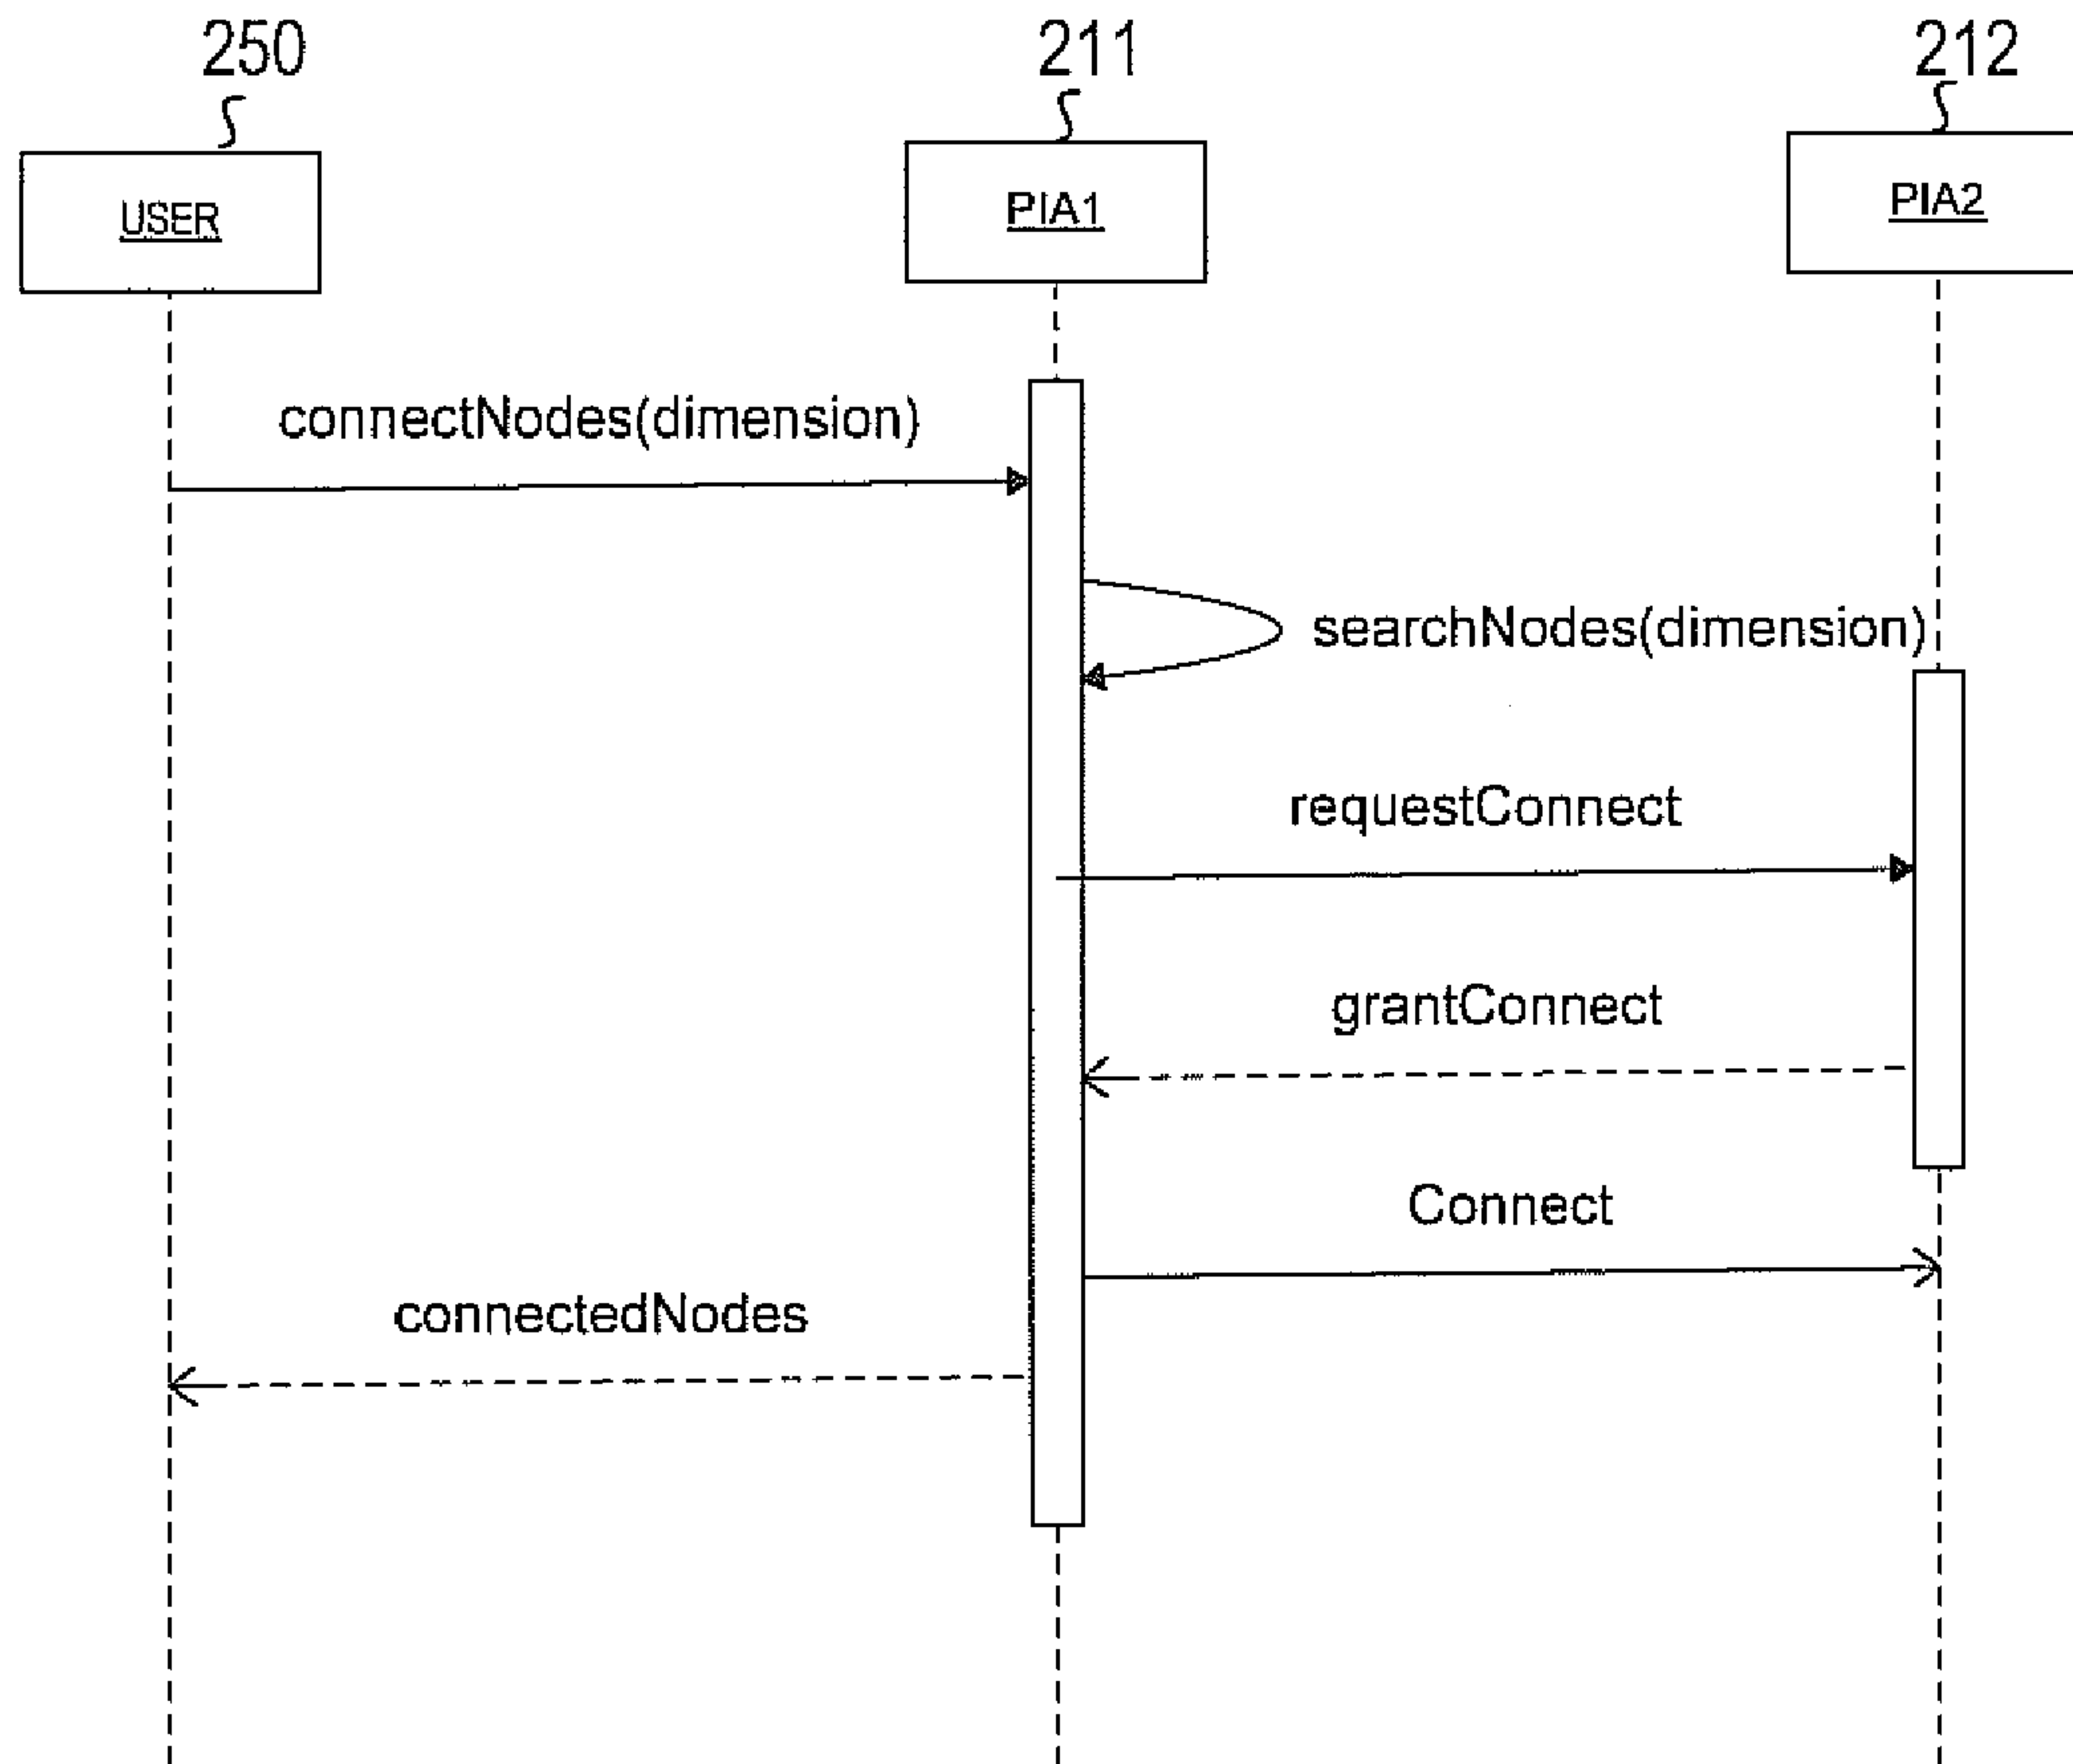 250
211
212
USER
PIA1
PIA2
connectNodes(dimension)
searchNodes(dimension)
requestConnect
grantConnect
Connect
connectedNodes